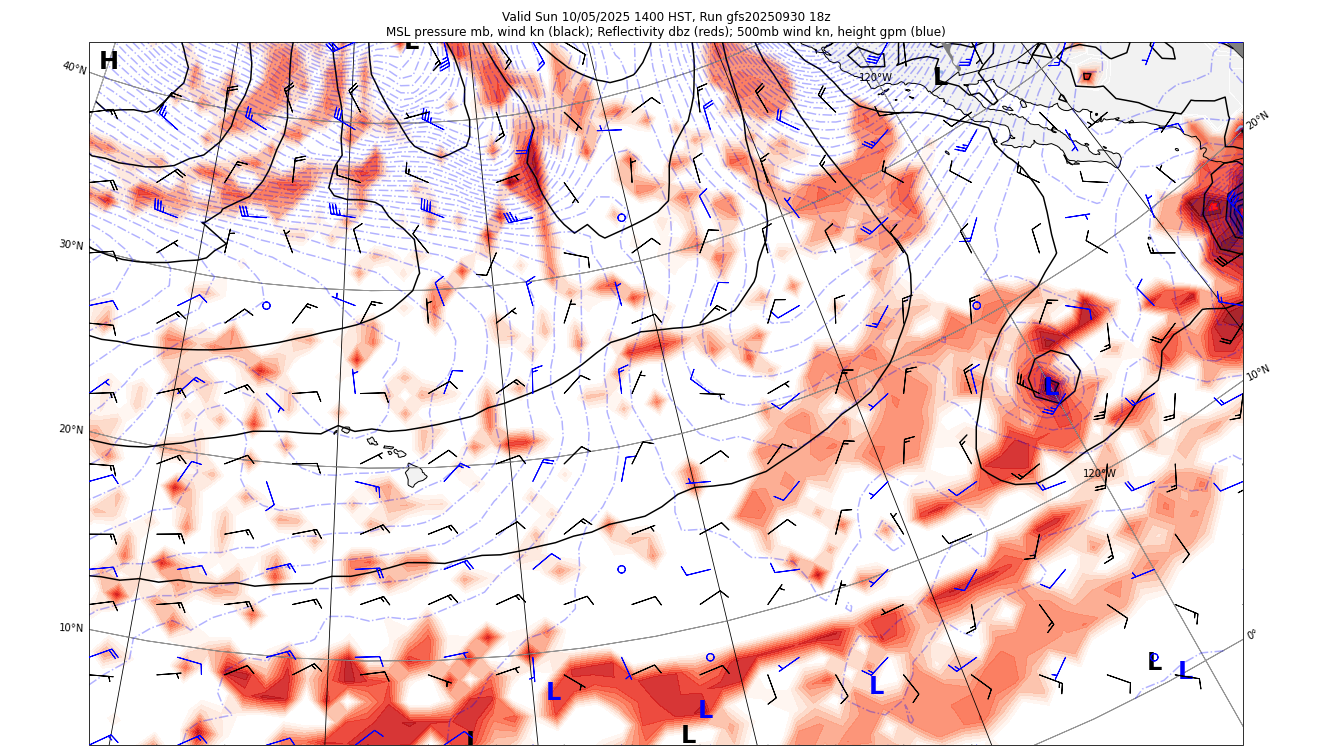 Valid Sun 10/05/2025 1400 HST, Run gfs20250930 18z
MSL pressure mb, wind kn (black); Reflectivity dbz (reds); 500mb wind kn, height gpm (blue)
H
L
40°N
120°W
L
20°N
30°N
10°N
L
20°N
120°W
10°N
0°
L
L
L
L
L
L
L